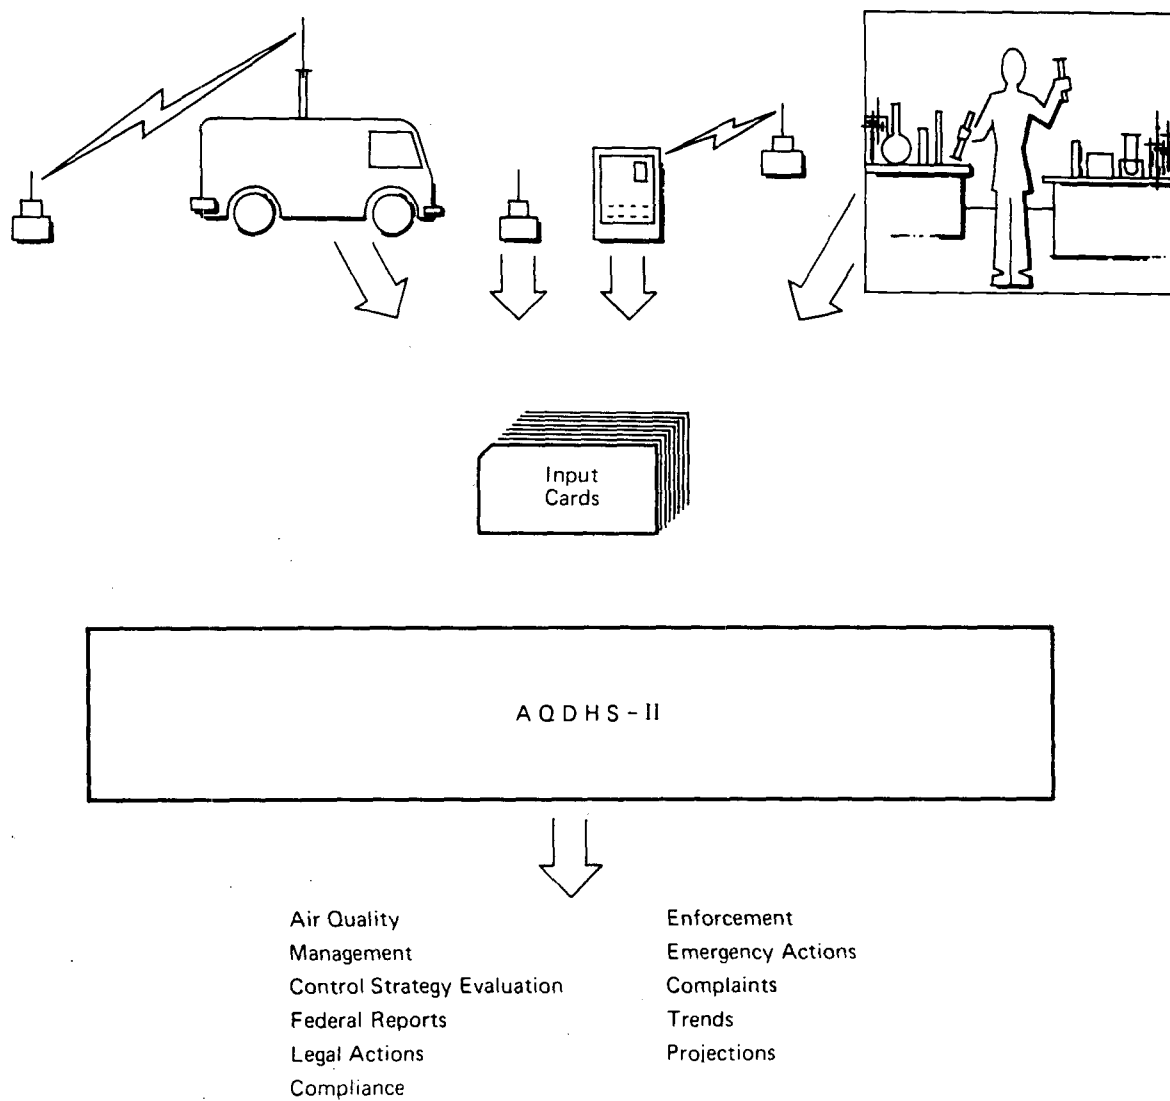 Input
Cards
AQDHS-II
Air Quality
Management
Control Strategy Evaluation
Federal Reports
Legal Actions
Compliance
Enforcement
Emergency Actions
Complaints
Trends
Projections